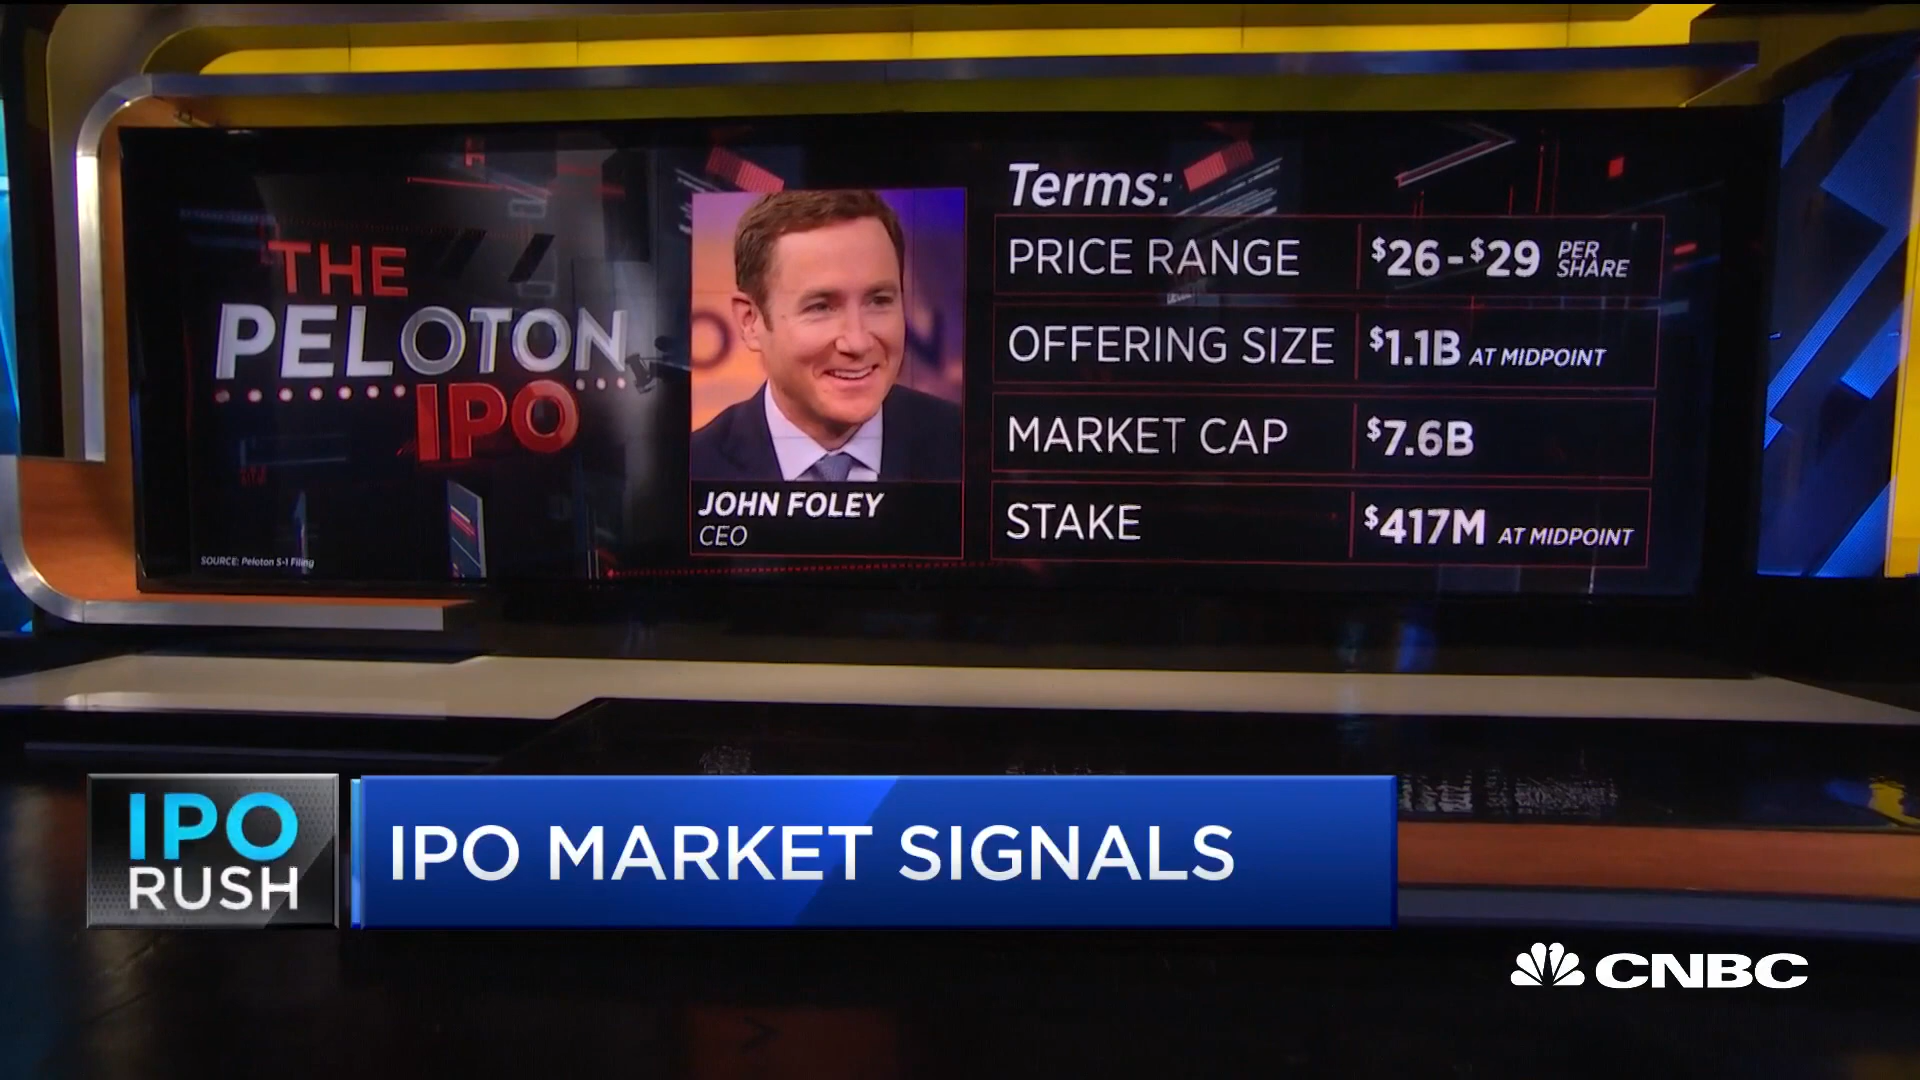 THE
PELOTON
IPO
SOURCE: Peloton S-1 Filing
JOHN FOLEY
CEO
Terms:
PRICE RANGE $26-$29 PER SHARE
OFFERING SIZE $1.1B AT MIDPOINT
MARKET CAP $7.6B
STAKE $417M AT MIDPOINT
IPO
RUSH
IPO MARKET SIGNALS
CNBC